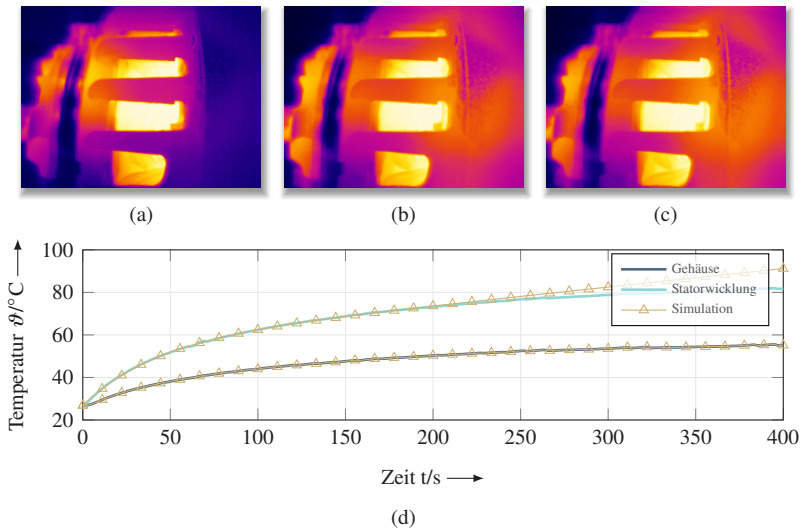 (a) (b) (c)
Temperatur ϑ/°C
100
80
60
40
20
Gehäuse
Statorwicklung
Simulation
0 50 100 150 200 250 300 350 400
Zeit t/s
(d)